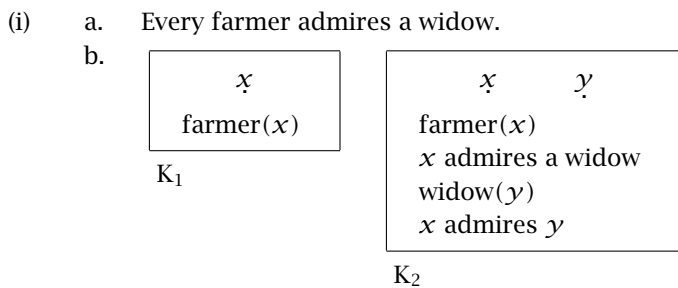 (i) a. Every farmer admires a widow.
b.
x
farmer(x)
K₁
x y
farmer(x)
x admires a widow
widow(y)
x admires y
K₂